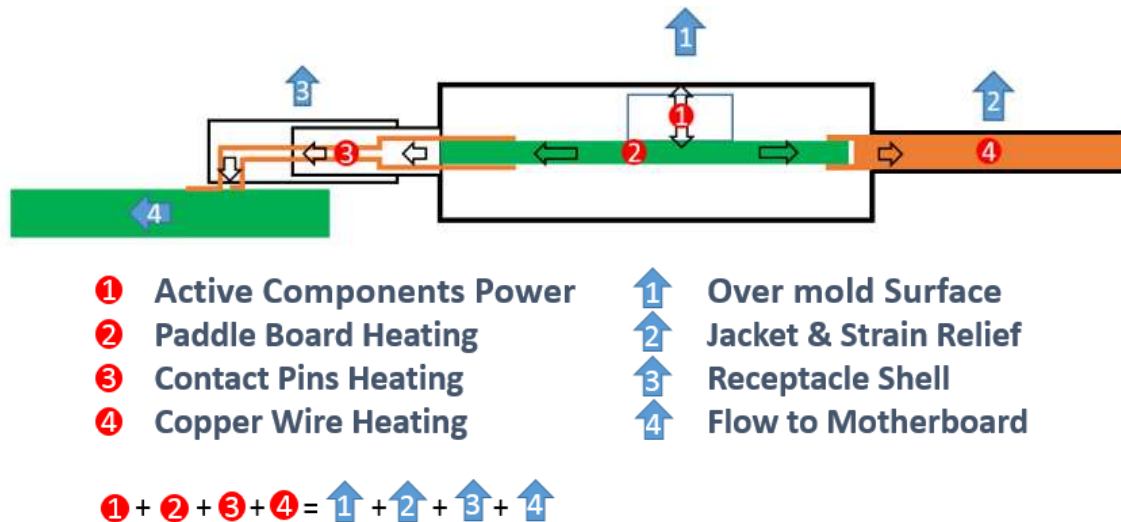 1
3
2
1
3
2
4
4
1 Active Components Power
1 Over mold Surface
2 Paddle Board Heating
2 Jacket & Strain Relief
3 Contact Pins Heating
3 Receptacle Shell
4 Copper Wire Heating
4 Flow to Motherboard
1 + 2 + 3 + 4 = 1 + 2 + 3 + 4